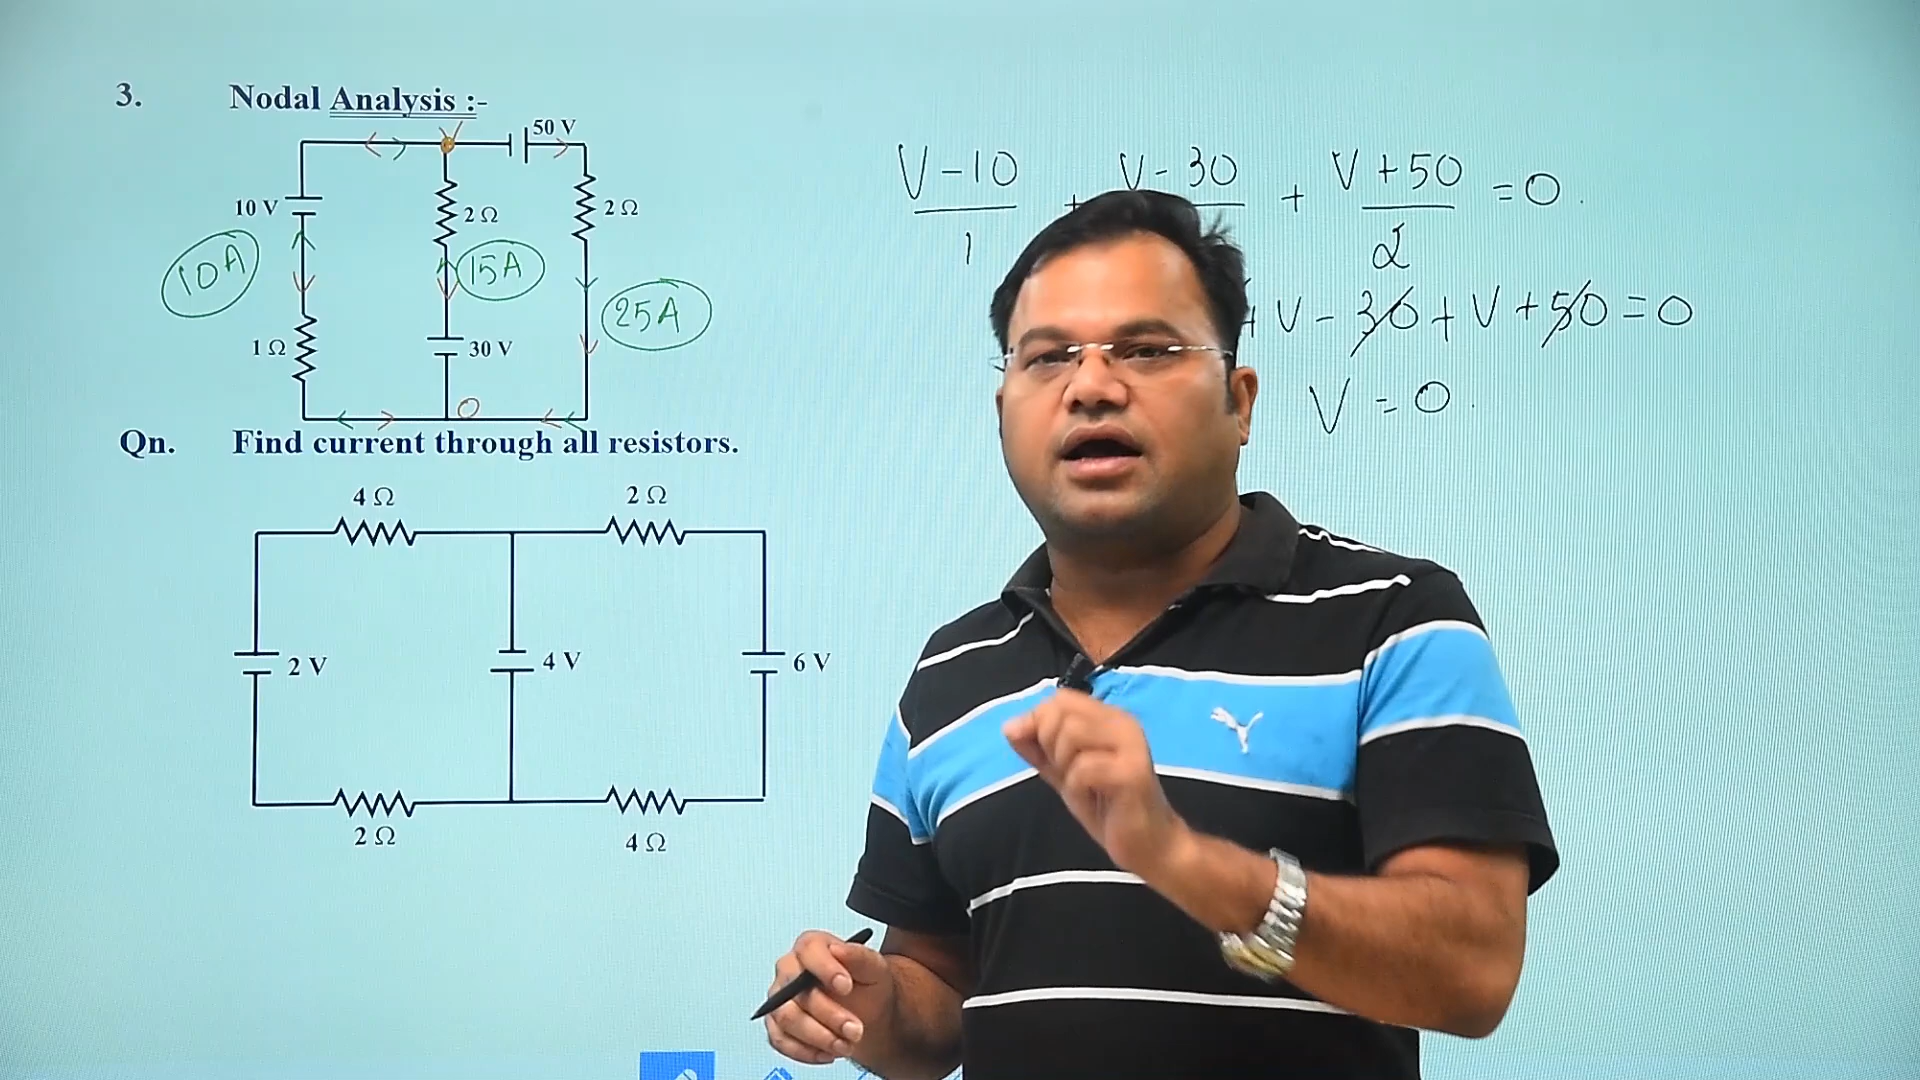 3. Nodal Analysis :-
V
50 V
10 V
2 Ω
2 Ω
10A
15A
25A
1 Ω
30 V
0
Qn. Find current through all resistors.
4 Ω
2 Ω
2 V
4 V
6 V
2 Ω
4 Ω
V-10 + V-30 + V+50 = 0
1
2
+ V - 30 + V + 50 = 0
V = 0